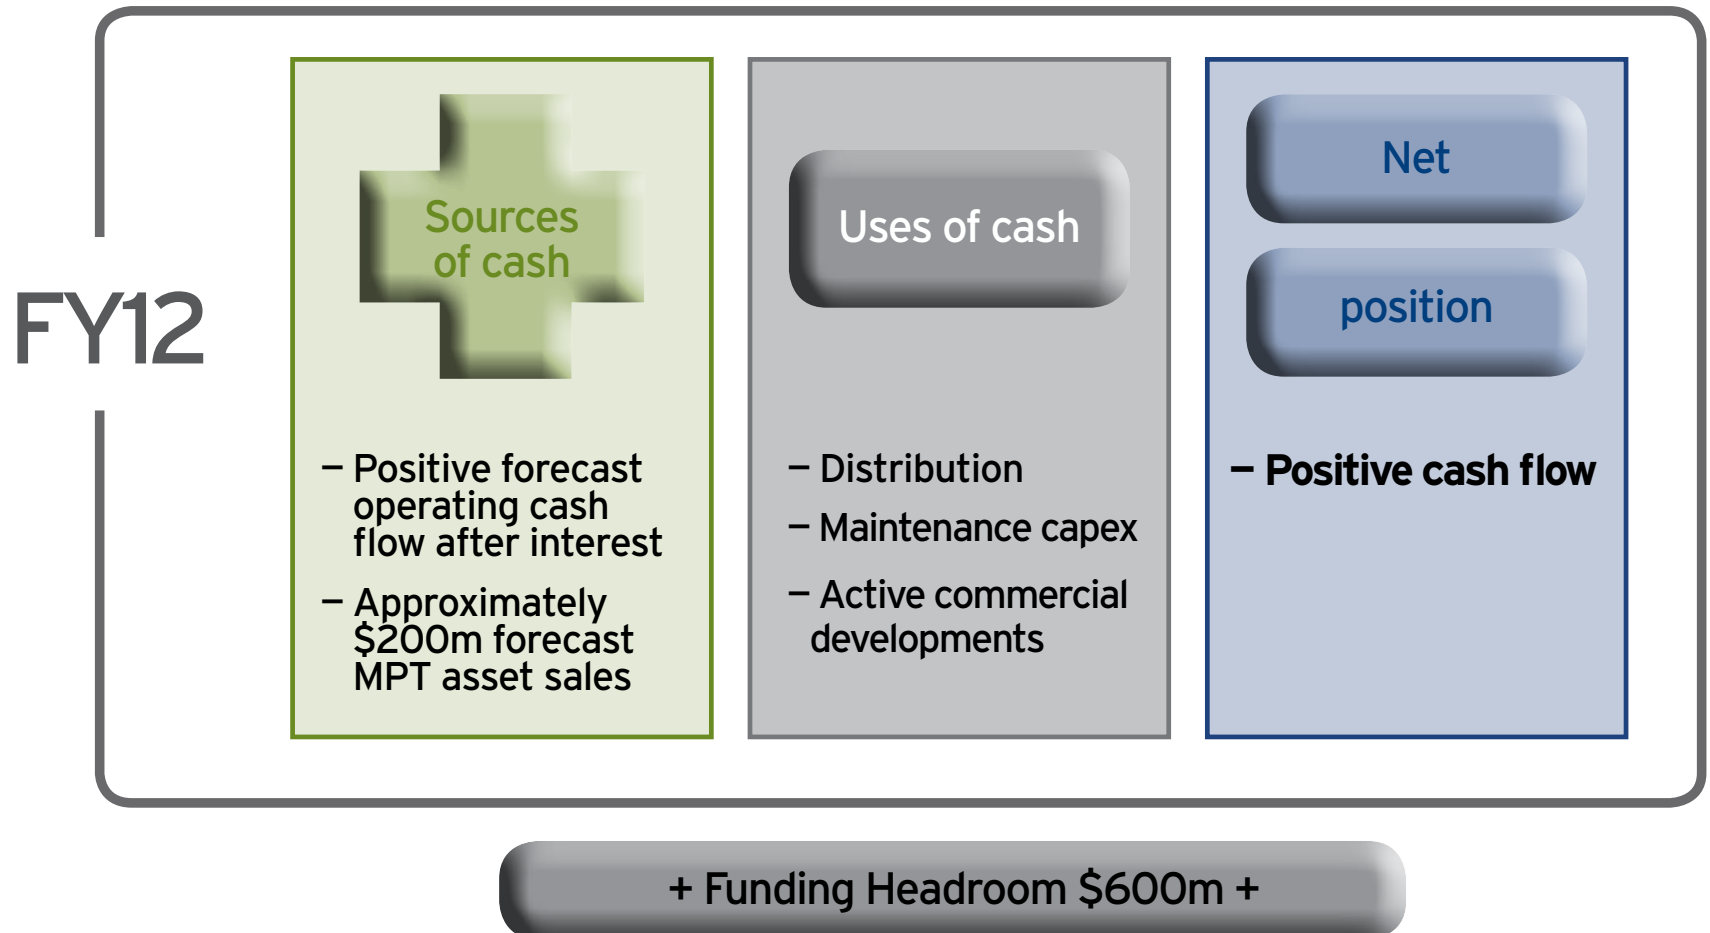 FY12
Sources
of cash
– Positive forecast
operating cash
flow after interest
– Approximately
$200m forecast
MPT asset sales
Uses of cash
– Distribution
– Maintenance capex
– Active commercial
developments
Net
position
– Positive cash flow
+ Funding Headroom $600m +